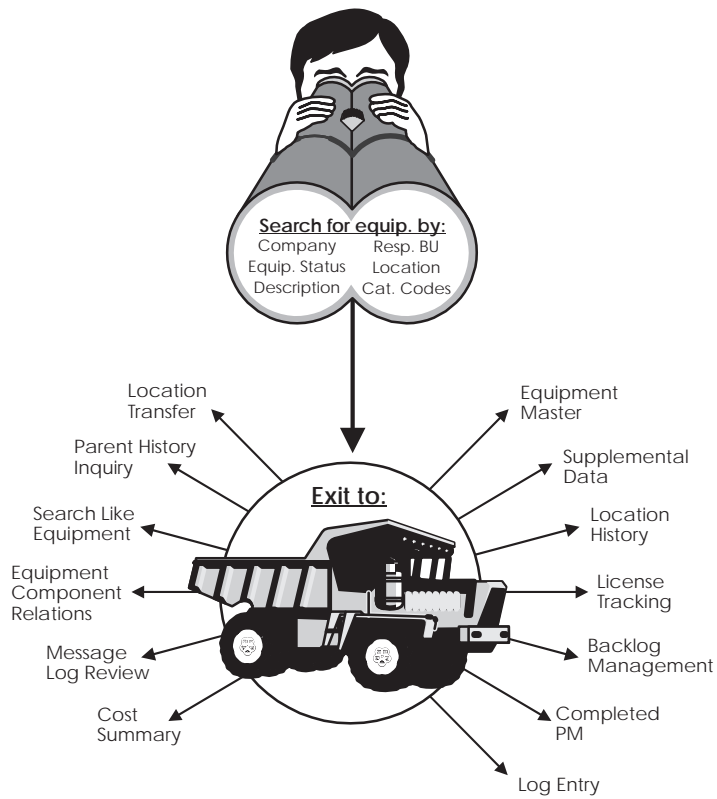 Search for equip. by:
Company Resp. BU
Equip. Status Location
Description Cat. Codes
Location
Transfer
Parent History
Inquiry
Search Like
Equipment
Equipment
Component
Relations
Message
Log Review
Cost
Summary
Exit to:
Equipment
Master
Supplemental
Data
Location
History
License
Tracking
Backlog
Management
Completed
PM
Log Entry